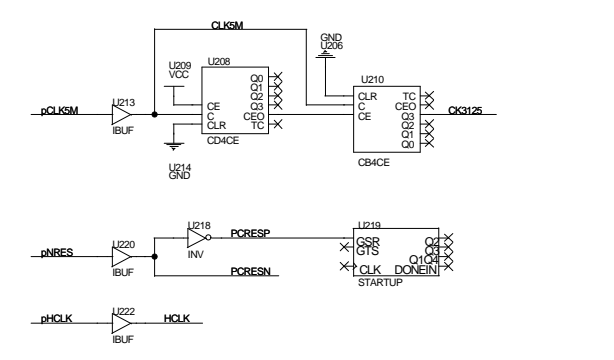 CLK5M
GND
U206
U209
VCC
U208
Q0
Q1
Q2
Q3
CEO
TC
CE
C
CLR
CD4CE
U213
pCLK5M
IBUF
U214
GND
U210
CLR
C
CE
TC
CEO
Q3
Q2
Q1
Q0
CB4CE
CK3125
U218
INV
PCRESP
pNRES
U220
IBUF
PCRESN
U219
GSR
GTS
CLK
Q2
Q3
Q1Q4
DONEIN
STARTUP
pHCLK
U222
IBUF
HCLK